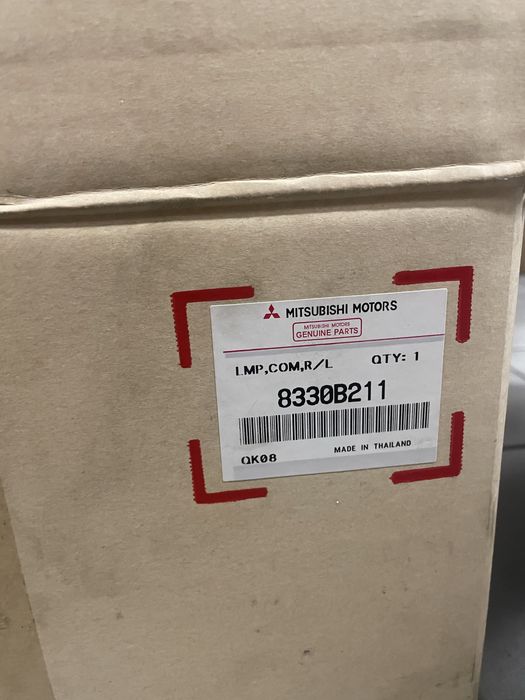 MITSUBISHI MOTORS
MITSUBISHI MOTORS
GENUINE PARTS
LMP,COM,R/L QTY: 1
8330B211
QK08 MADE IN THAILAND